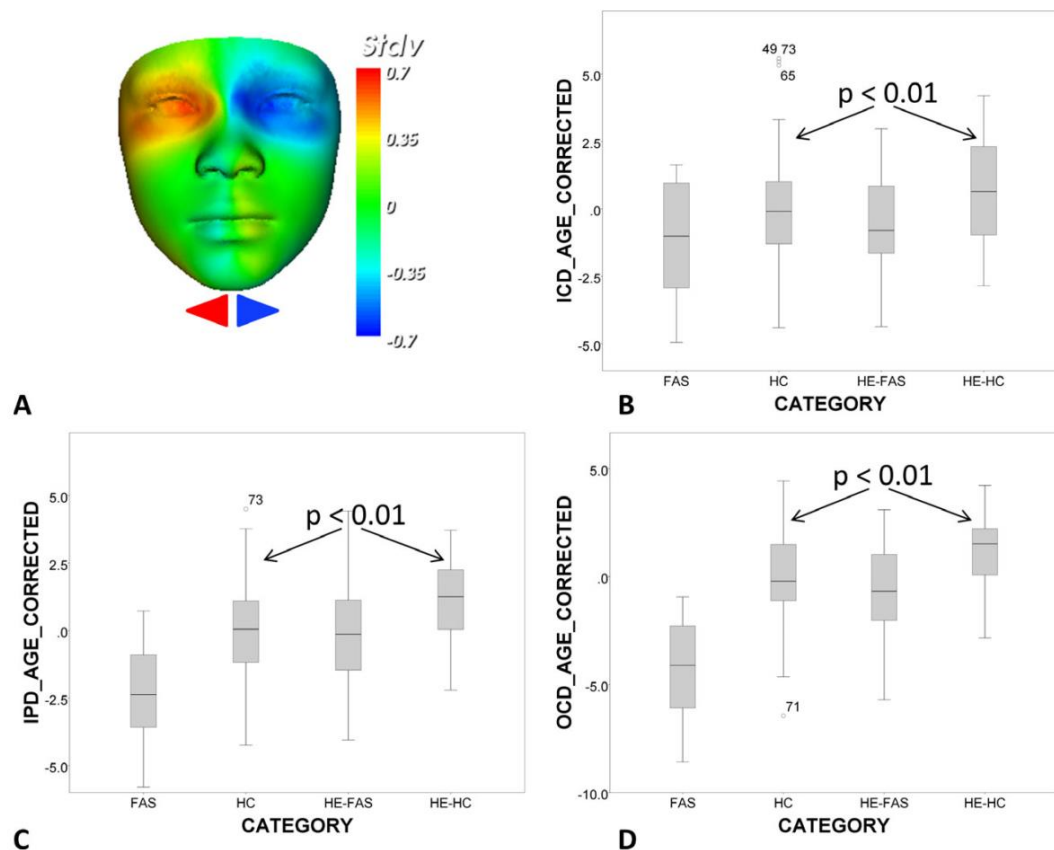 Stdv
0.7
0.35
0
-0.35
-0.7
A
ICD_AGE_CORRECTED
5.0
2.5
.0
-2.5
-5.0
49 73
65
p < 0.01
FAS HC HE-FAS HE-HC
CATEGORY
B
IPD_AGE_CORRECTED
5.0
2.5
.0
-2.5
-5.0
73
p < 0.01
FAS HC HE-FAS HE-HC
CATEGORY
C
OCD_AGE_CORRECTED
5.0
.0
-5.0
-10.0
p < 0.01
71
FAS HC HE-FAS HE-HC
CATEGORY
D